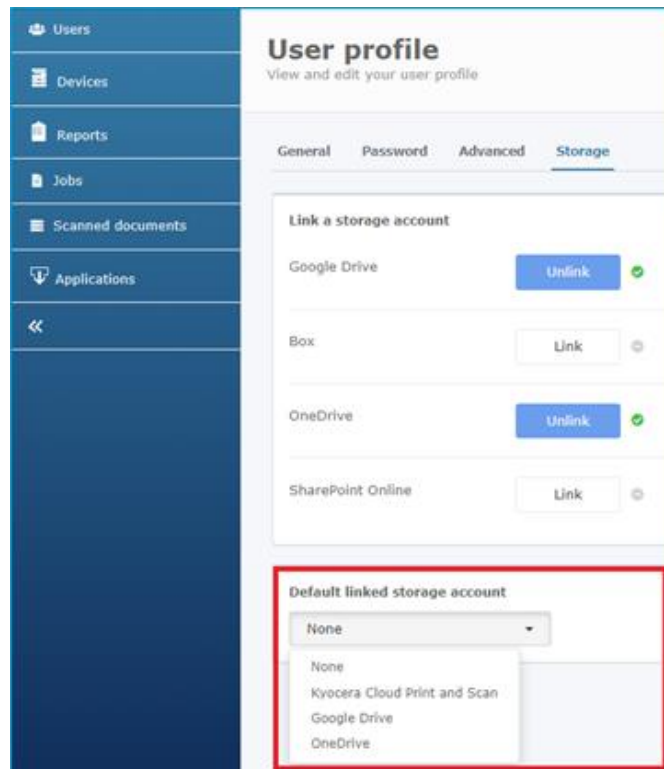 Users
Devices
Reports
Jobs
Scanned documents
Applications
User profile
View and edit your user profile
General Password Advanced Storage
Link a storage account
Google Drive Unlink
Box Link
OneDrive Unlink
SharePoint Online Link
Default linked storage account
None
None
Kyocera Cloud Print and Scan
Google Drive
OneDrive